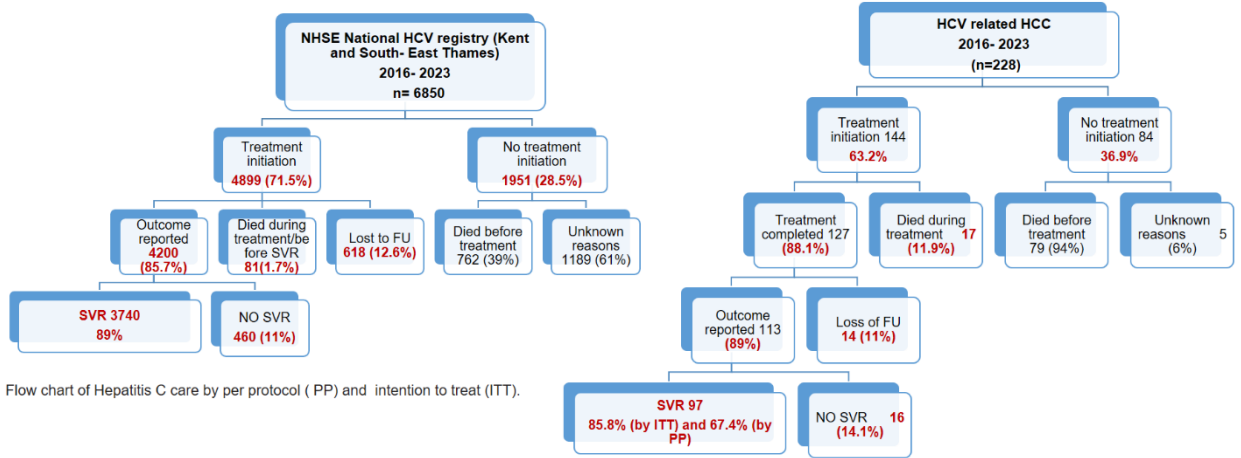 NHSE National HCV registry (Kent
and South- East Thames)
2016- 2023
n= 6850
Treatment
initiation
4899 (71.5%)
No treatment
initiation
1951 (28.5%)
Outcome
reported
4200
(85.7%)
Died during
treatment/be
fore SVR
81(1.7%)
Lost to FU
618 (12.6%)
Died before
treatment
762 (39%)
Unknown
reasons
1189 (61%)
SVR 3740
89%
NO SVR
460 (11%)
Flow chart of Hepatitis C care by per protocol ( PP) and intention to treat (ITT).
HCV related HCC
2016- 2023
(n=228)
Treatment
initiation 144
63.2%
No treatment
initiation 84
36.9%
Treatment
completed 127
(88.1%)
Died during
treatment 17
(11.9%)
Died before
treatment
79 (94%)
Unknown
reasons 5
(6%)
Outcome
reported 113
(89%)
Loss of FU
14 (11%)
SVR 97
85.8% (by ITT) and 67.4% (by
PP)
NO SVR 16
(14.1%)